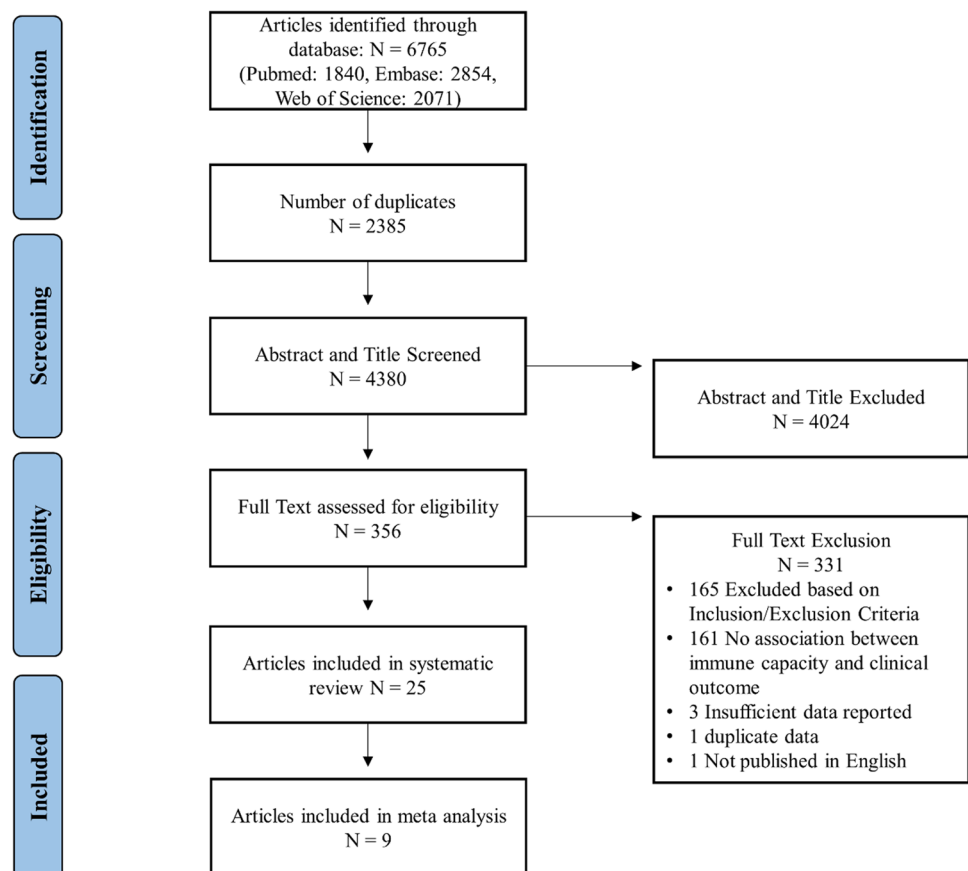 Identification
Articles identified through
database: N = 6765
(Pubmed: 1840, Embase: 2854,
Web of Science: 2071)
Number of duplicates
N = 2385
Screening
Abstract and Title Screened
N = 4380
Abstract and Title Excluded
N = 4024
Eligibility
Full Text assessed for eligibility
N = 356
Full Text Exclusion
N = 331
• 165 Excluded based on
Inclusion/Exclusion Criteria
• 161 No association between
immune capacity and clinical
outcome
• 3 Insufficient data reported
• 1 duplicate data
• 1 Not published in English
Included
Articles included in systematic
review N = 25
Articles included in meta analysis
N = 9